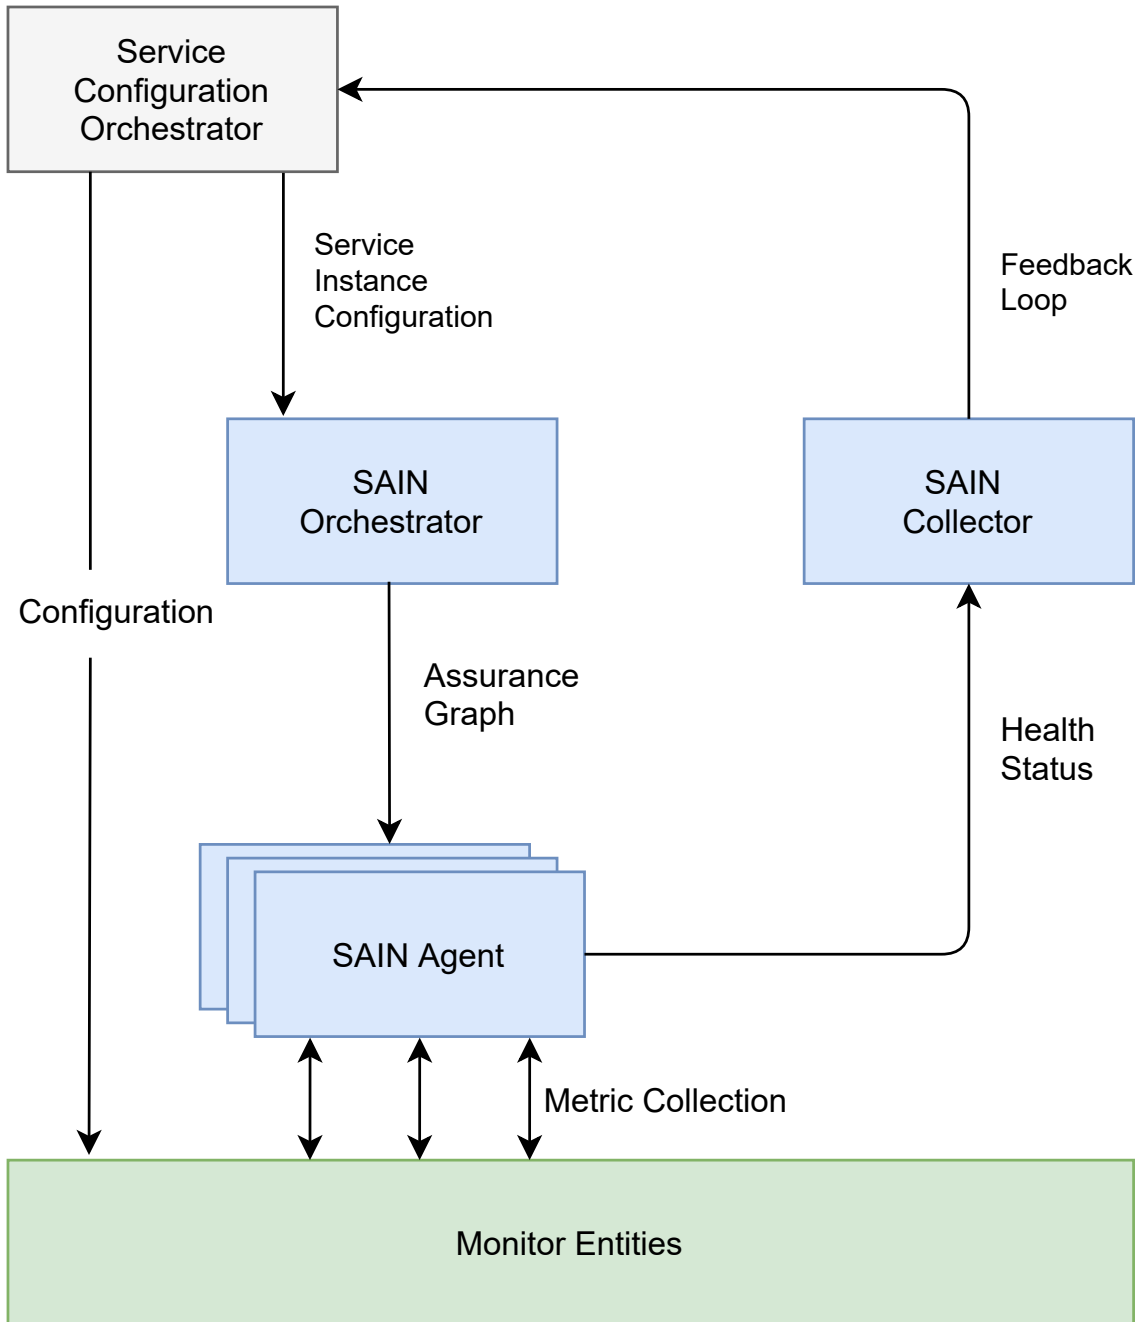 Service
Configuration
Orchestrator
Service
Instance
Configuration
Feedback
Loop
SAIN
Orchestrator
SAIN
Collector
Configuration
Assurance
Graph
Health
Status
SAIN Agent
Metric Collection
Monitor Entities